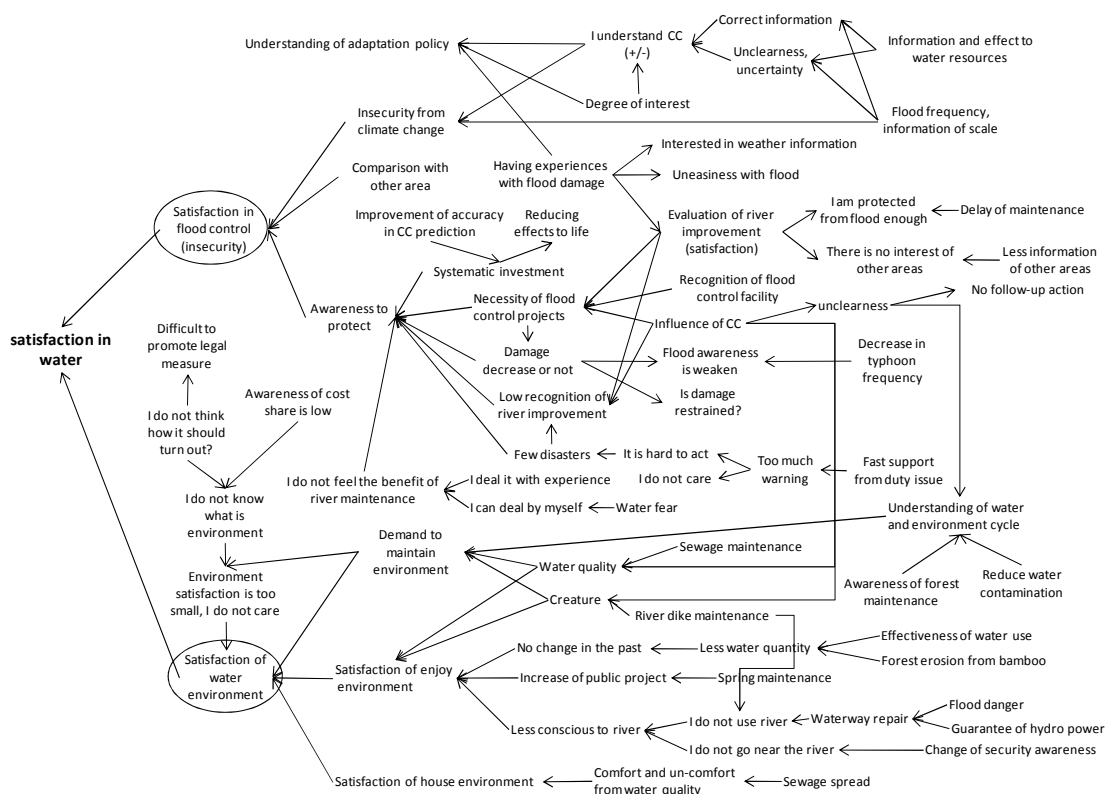 Correct information
Understanding of adaptation policy
I understand CC
(+/-)
Unclearness,
uncertainty
Information and effect to
water resources
Degree of interest
Insecurity from
climate change
Flood frequency,
information of scale
Interested in weather information
Comparison with
other area
Having experiences
with flood damage
Uneasiness with flood
Satisfaction in
flood control
(insecurity)
Improvement of accuracy
in CC prediction
Reducing
effects to life
Evaluation of river
improvement
(satisfaction)
I am protected
from flood enough
Delay of maintenance
There is no interest of
other areas
Less information
of other areas
Systematic investment
Recognition of flood
control facility
No follow-up action
Awareness to
protect
Necessity of flood
control projects
unclearness
Influence of CC
satisfaction in
water
Difficult to
promote legal
measure
Damage
decrease or not
Flood awareness
is weaken
Decrease in
typhoon
frequency
Awareness of cost
share is low
Low recognition of
river improvement
Is damage
restrained?
I do not think
how it should
turn out?
Few disasters
It is hard to act
Too much
warning
Fast support
from duty issue
I do not feel the benefit of
river maintenance
I deal it with experience
I do not care
I can deal by myself
Water fear
I do not know
what is
environment
Understanding of water
and environment cycle
Demand to
maintain
environment
Sewage maintenance
Water quality
Environment
satisfaction is too
small, I do not care
Awareness of forest
maintenance
Reduce water
contamination
Creature
River dike maintenance
Effectiveness of water use
No change in the past
Less water quantity
Forest erosion from bamboo
Satisfaction of
water
environment
Satisfaction of enjoy
environment
Increase of public project
Spring maintenance
Flood danger
Less conscious to river
I do not use river
Waterway repair
Guarantee of hydro power
I do not go near the river
Change of security awareness
Satisfaction of house environment
Comfort and un-comfort
from water quality
Sewage spread